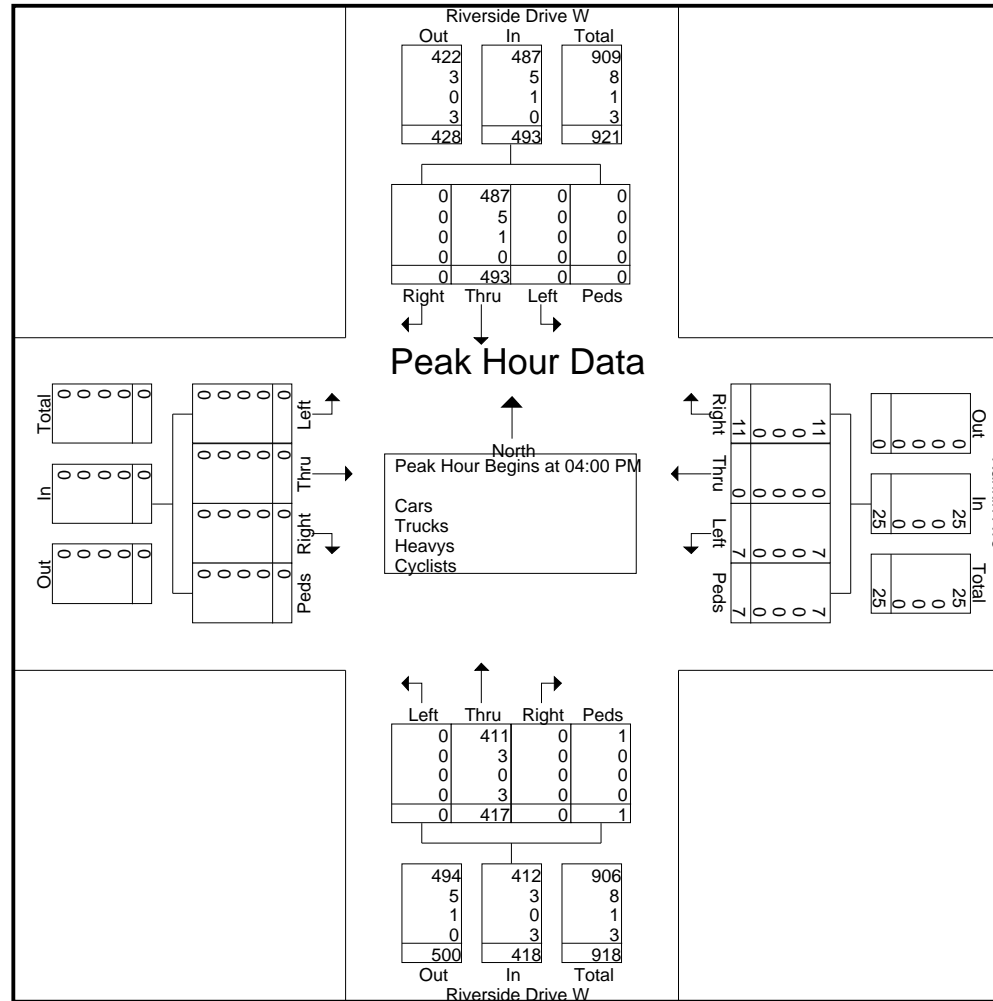 Riverside Drive W
Out In Total
422 487 909
3 5 8
0 1 1
3 0 3
428 493 921
0 487 0 0
0 5 0 0
0 1 0 0
0 0 0 0
0 493 0 0
Right Thru Left Peds
Peak Hour Data
North
Peak Hour Begins at 04:00 PM
Cars
Trucks
Heavys
Cyclists
Total
0 0 0 0 0
In
0 0 0 0 0
Out
0 0 0 0 0
Left
0 0 0 0 0
Thru
0 0 0 0 0
Right
0 0 0 0 0
Peds
0 0 0 0 0
Right
11 0 0 0 11
Thru
0 0 0 0 0
Left
7 0 0 0 7
Peds
7 0 0 0 7
Out
0 0 0 0 0
In
25 0 0 0 25
Total
25 0 0 0 25
Left Thru Right Peds
0 411 0 1
0 3 0 0
0 0 0 0
0 3 0 0
0 417 0 1
494 412 906
5 3 8
1 0 1
0 3 3
500 418 918
Out In Total
Riverside Drive W